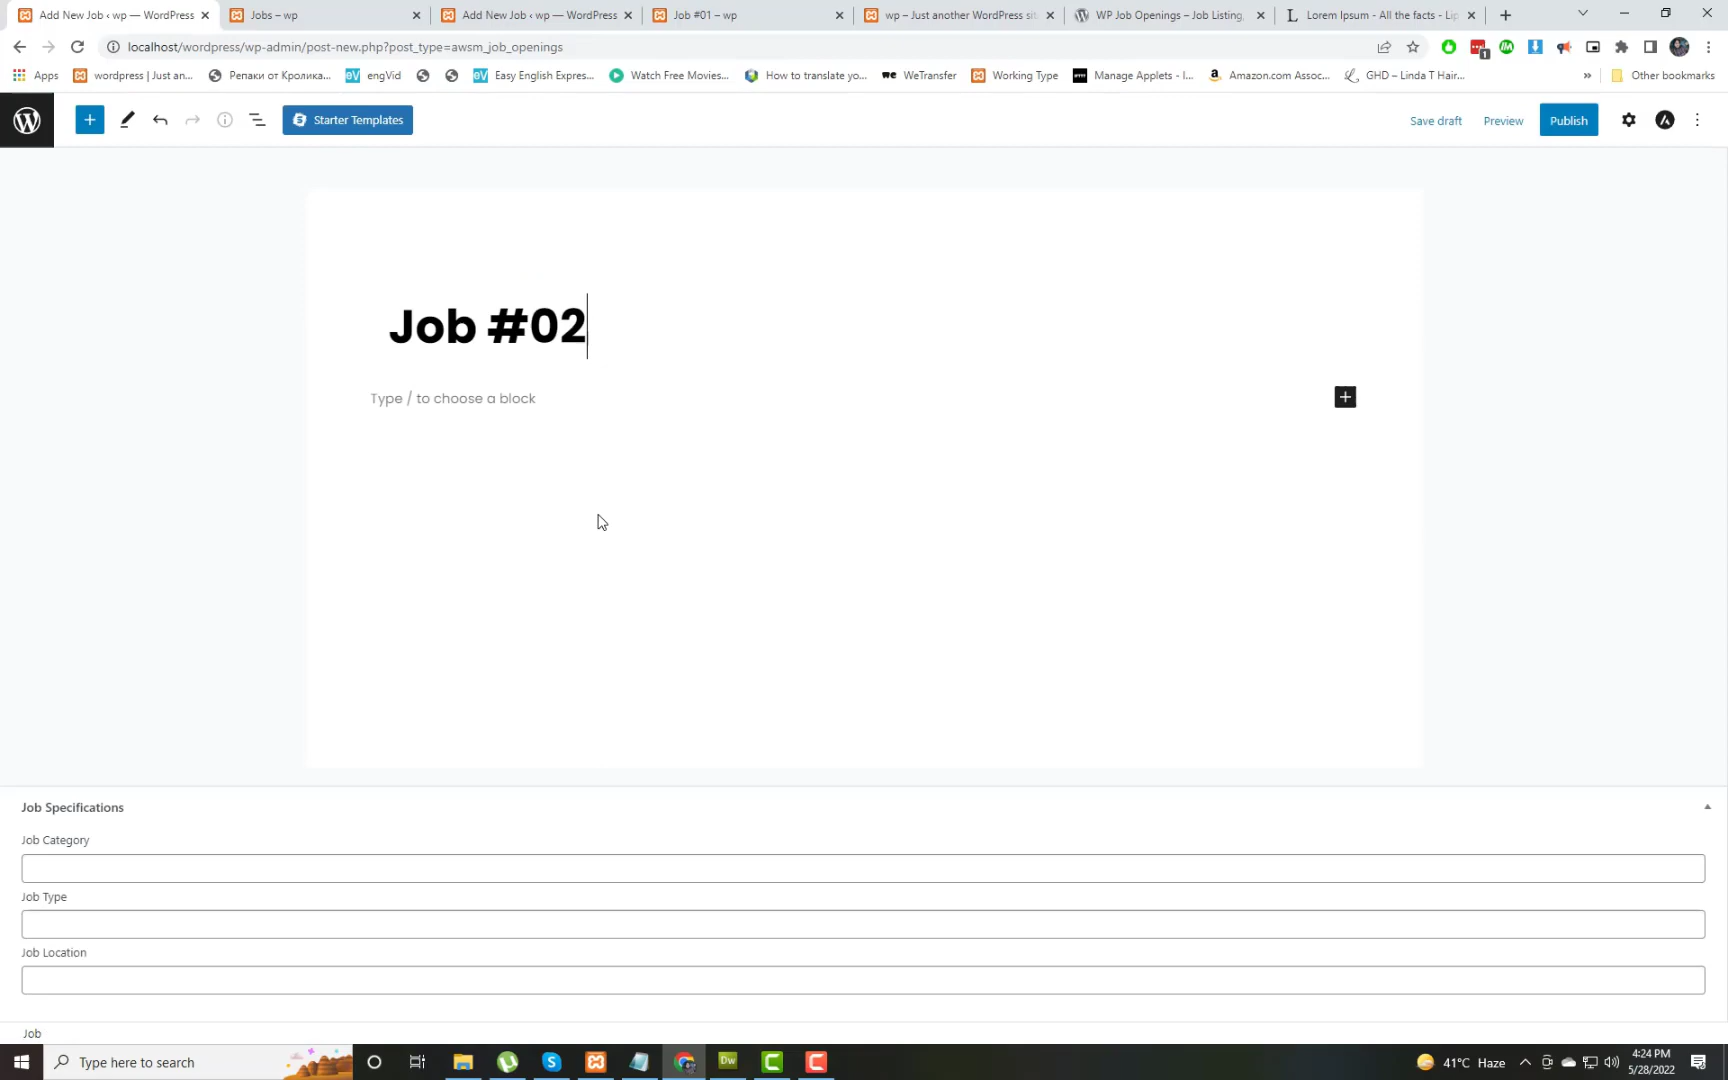 Add New Job ‹ wp — WordPress
Jobs – wp
Add New Job ‹ wp — WordPress
Job #01 – wp
wp – Just another WordPress sit
WP Job Openings – Job Listing,
Lorem Ipsum - All the facts - Lip
localhost/wordpress/wp-admin/post-new.php?post_type=awsm_job_openings
Apps
wordpress | Just an...
Репаки от Кролика...
engVid
Easy English Expres...
Watch Free Movies...
How to translate yo...
WeTransfer
Working Type
Manage Applets - I...
Amazon.com Assoc...
GHD – Linda T Hair...
»
Other bookmarks
Starter Templates
Save draft
Preview
Publish
Job #02
Type / to choose a block
Job Specifications
Job Category
Job Type
Job Location
Job
Type here to search
41°C Haze
4:24 PM
5/28/2022